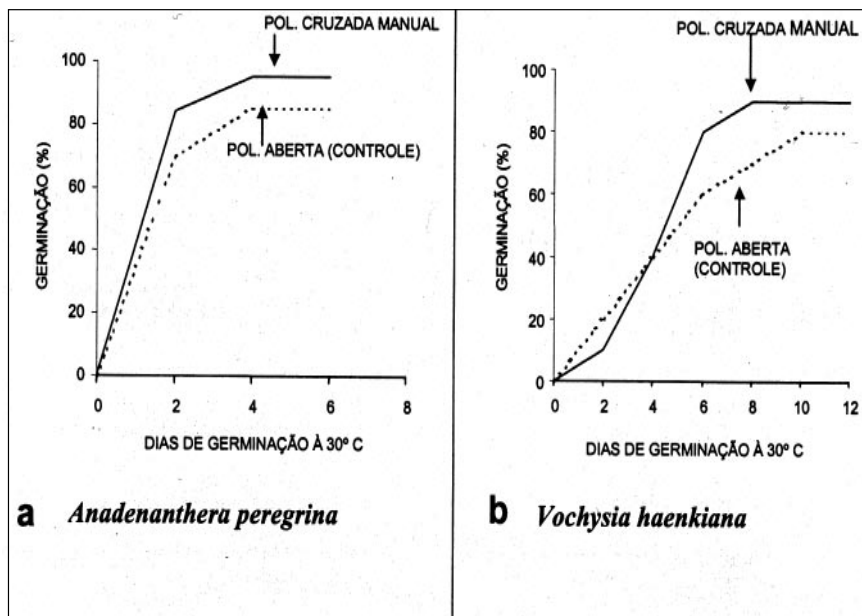 POL. CRUZADA MANUAL
100
80
60
40
20
0
GERMINAÇÃO (%)
POL. ABERTA (CONTROLE)
0 2 4 6 8
DIAS DE GERMINAÇÃO À 30º C
a Anadenanthera peregrina
POL. CRUZADA MANUAL
100
80
60
40
20
0
GERMINAÇÃO (%)
POL. ABERTA
(CONTROLE)
0 2 4 6 8 10 12
DIAS DE GERMINAÇÃO À 30º C
b Vochysia haenkiana